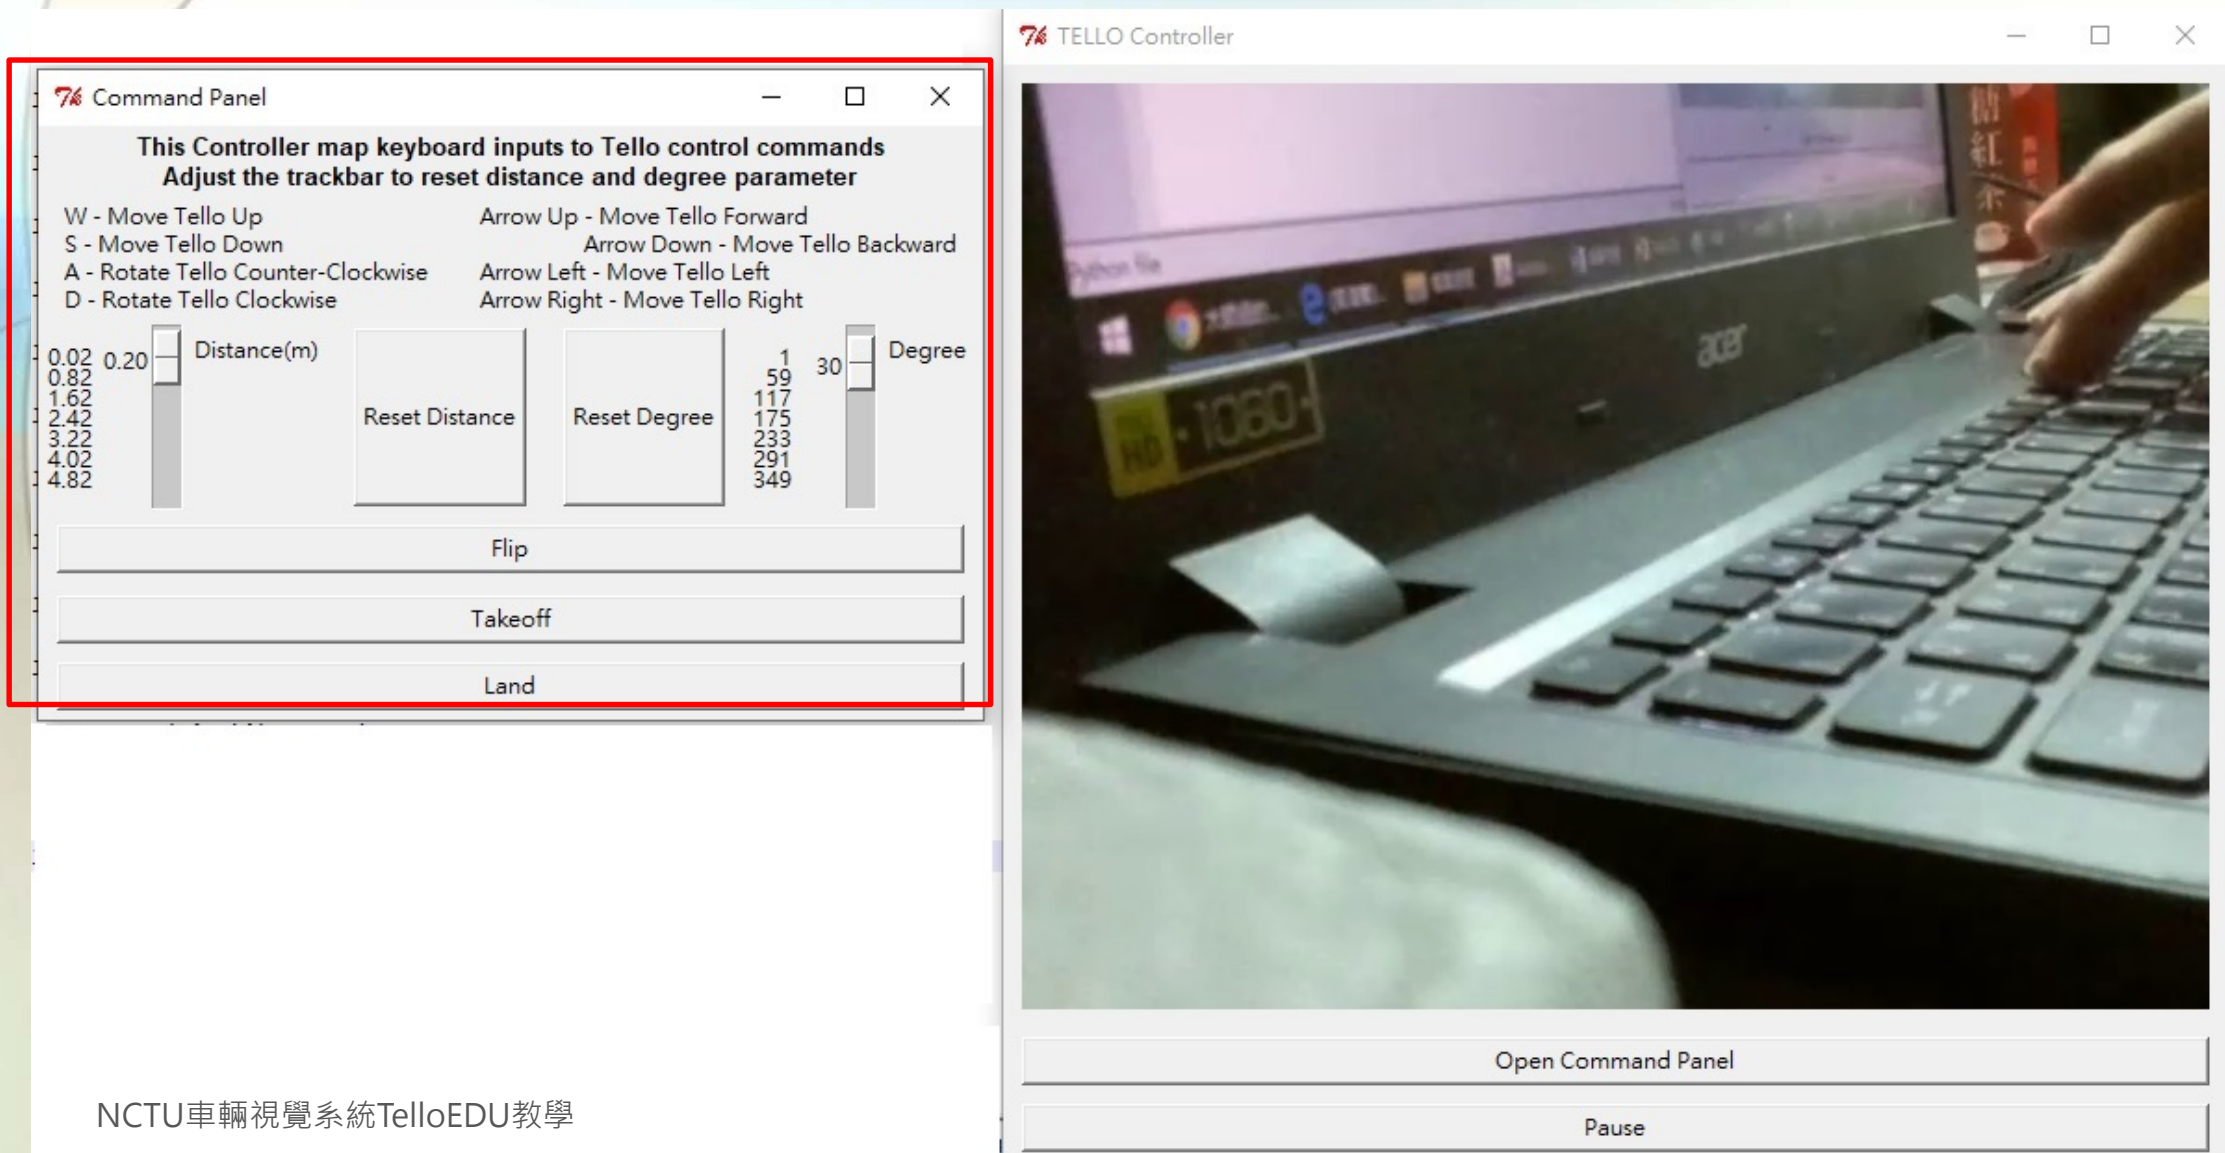 Command Panel
This Controller map keyboard inputs to Tello control commands
Adjust the trackbar to reset distance and degree parameter
W - Move Tello Up
S - Move Tello Down
A - Rotate Tello Counter-Clockwise
D - Rotate Tello Clockwise
Arrow Up - Move Tello Forward
Arrow Down - Move Tello Backward
Arrow Left - Move Tello Left
Arrow Right - Move Tello Right
0.02
0.82
1.62
2.42
3.22
4.02
4.82
0.20
Distance(m)
Reset Distance
Reset Degree
1
59
117
175
233
291
349
30
Degree
Flip
Takeoff
Land
NCTU車輛視覺系統TelloEDU教學
TELLO Controller
Python file
acer
HD
1080
紅
Open Command Panel
Pause